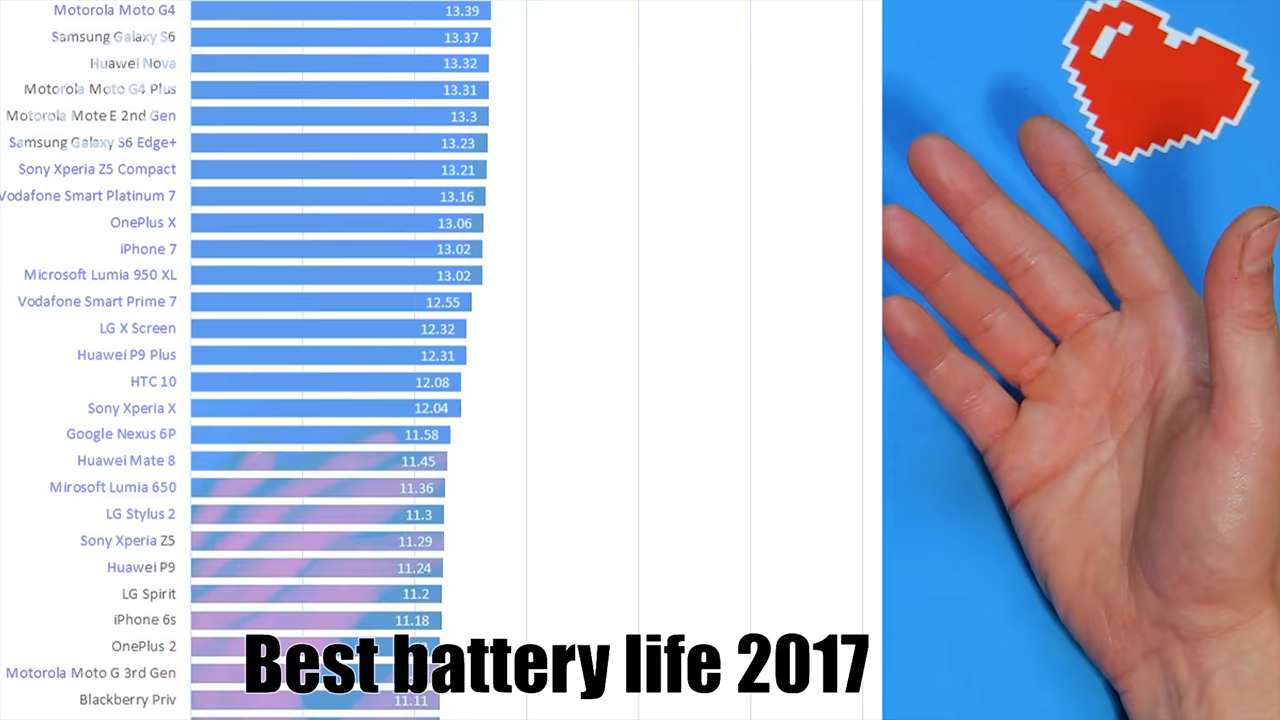 Motorola Moto G4 13.39
Samsung Galaxy S6 13.37
Huawei Nova 13.32
Motorola Moto G4 Plus 13.31
Motorola Mote E 2nd Gen 13.3
Samsung Galaxy S6 Edge+ 13.23
Sony Xperia Z5 Compact 13.21
Vodafone Smart Platinum 7 13.16
OnePlus X 13.06
iPhone 7 13.02
Microsoft Lumia 950 XL 13.02
Vodafone Smart Prime 7 12.55
LG X Screen 12.32
Huawei P9 Plus 12.31
HTC 10 12.08
Sony Xperia X 12.04
Google Nexus 6P 11.58
Huawei Mate 8 11.45
Mirosoft Lumia 650 11.36
LG Stylus 2 11.3
Sony Xperia Z5 11.29
Huawei P9 11.24
LG Spirit 11.2
iPhone 6s 11.18
OnePlus 2
Motorola Moto G 3rd Gen
Blackberry Priv 11.11
Best battery life 2017